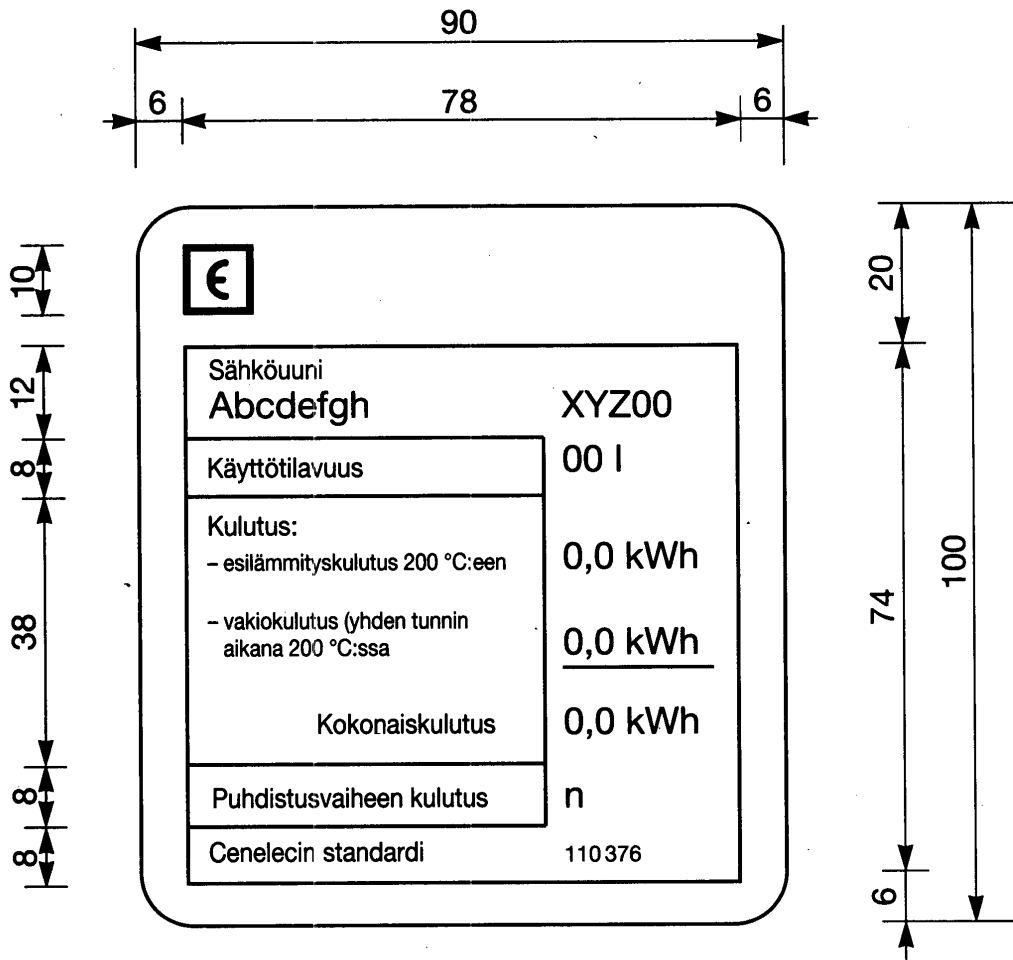 90
6 78 6
10
20
12
8
38
8
8
74
6
100
Є
Sähköuuni
Abcdefgh XYZ00
Käyttötilavuus 00 l
Kulutus:
– esilämmityskulutus 200 °C:een 0,0 kWh
– vakiokulutus (yhden tunnin
aikana 200 °C:ssa 0,0 kWh
Kokonaiskulutus 0,0 kWh
Puhdistusvaiheen kulutus n
Cenelecin standardi 110 376